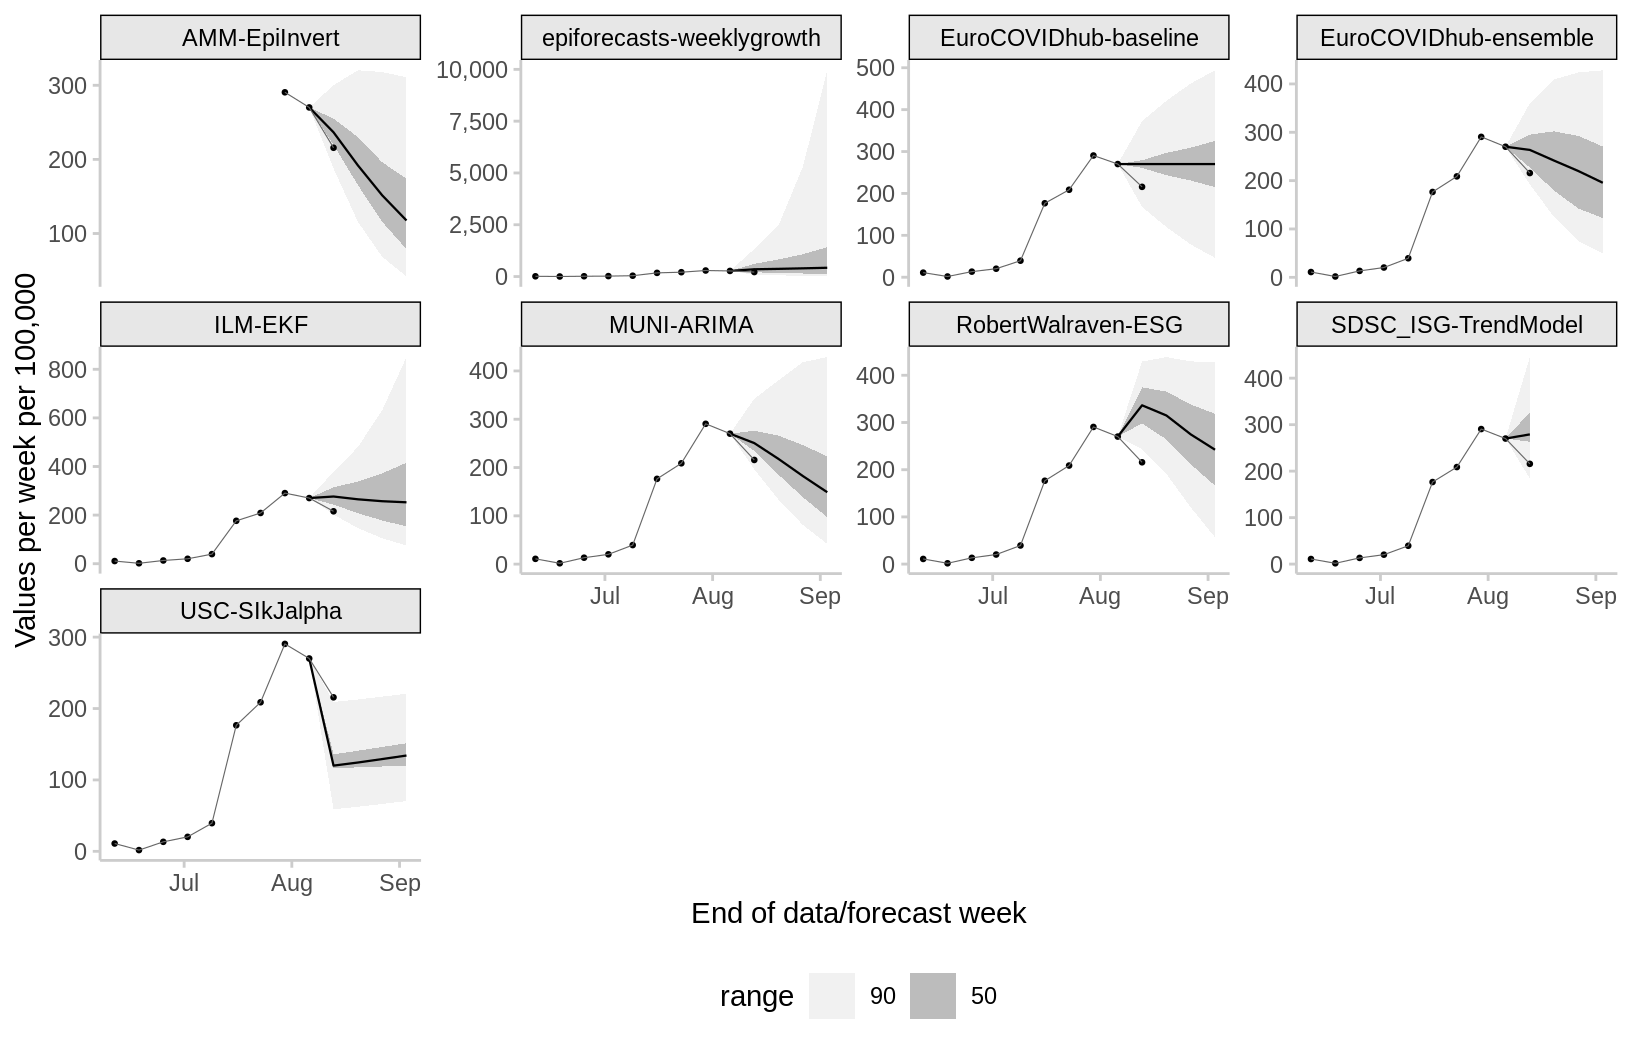 AMM-EpiInvert
epiforecasts-weeklygrowth
EuroCOVIDhub-baseline
EuroCOVIDhub-ensemble
300
200
100
10,000
7,500
5,000
2,500
0
500
400
300
200
100
0
400
300
200
100
0
Values per week per 100,000
ILM-EKF
MUNI-ARIMA
RobertWalraven-ESG
SDSC_ISG-TrendModel
800
600
400
200
0
400
300
200
100
0
Jul Aug Sep
400
300
200
100
0
Jul Aug Sep
400
300
200
100
0
Jul Aug Sep
USC-SIkJalpha
300
200
100
0
Jul Aug Sep
End of data/forecast week
range 90 50